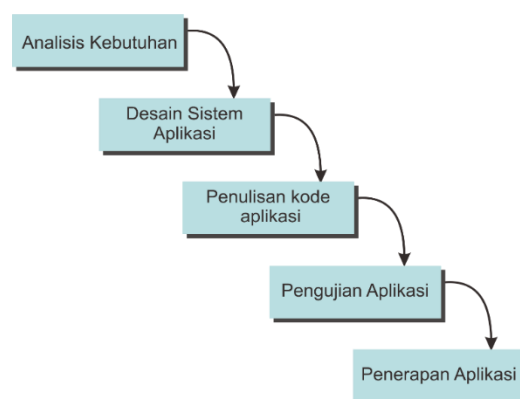 Analisis Kebutuhan
Desain Sistem
Aplikasi
Penulisan kode
aplikasi
Pengujian Aplikasi
Penerapan Aplikasi